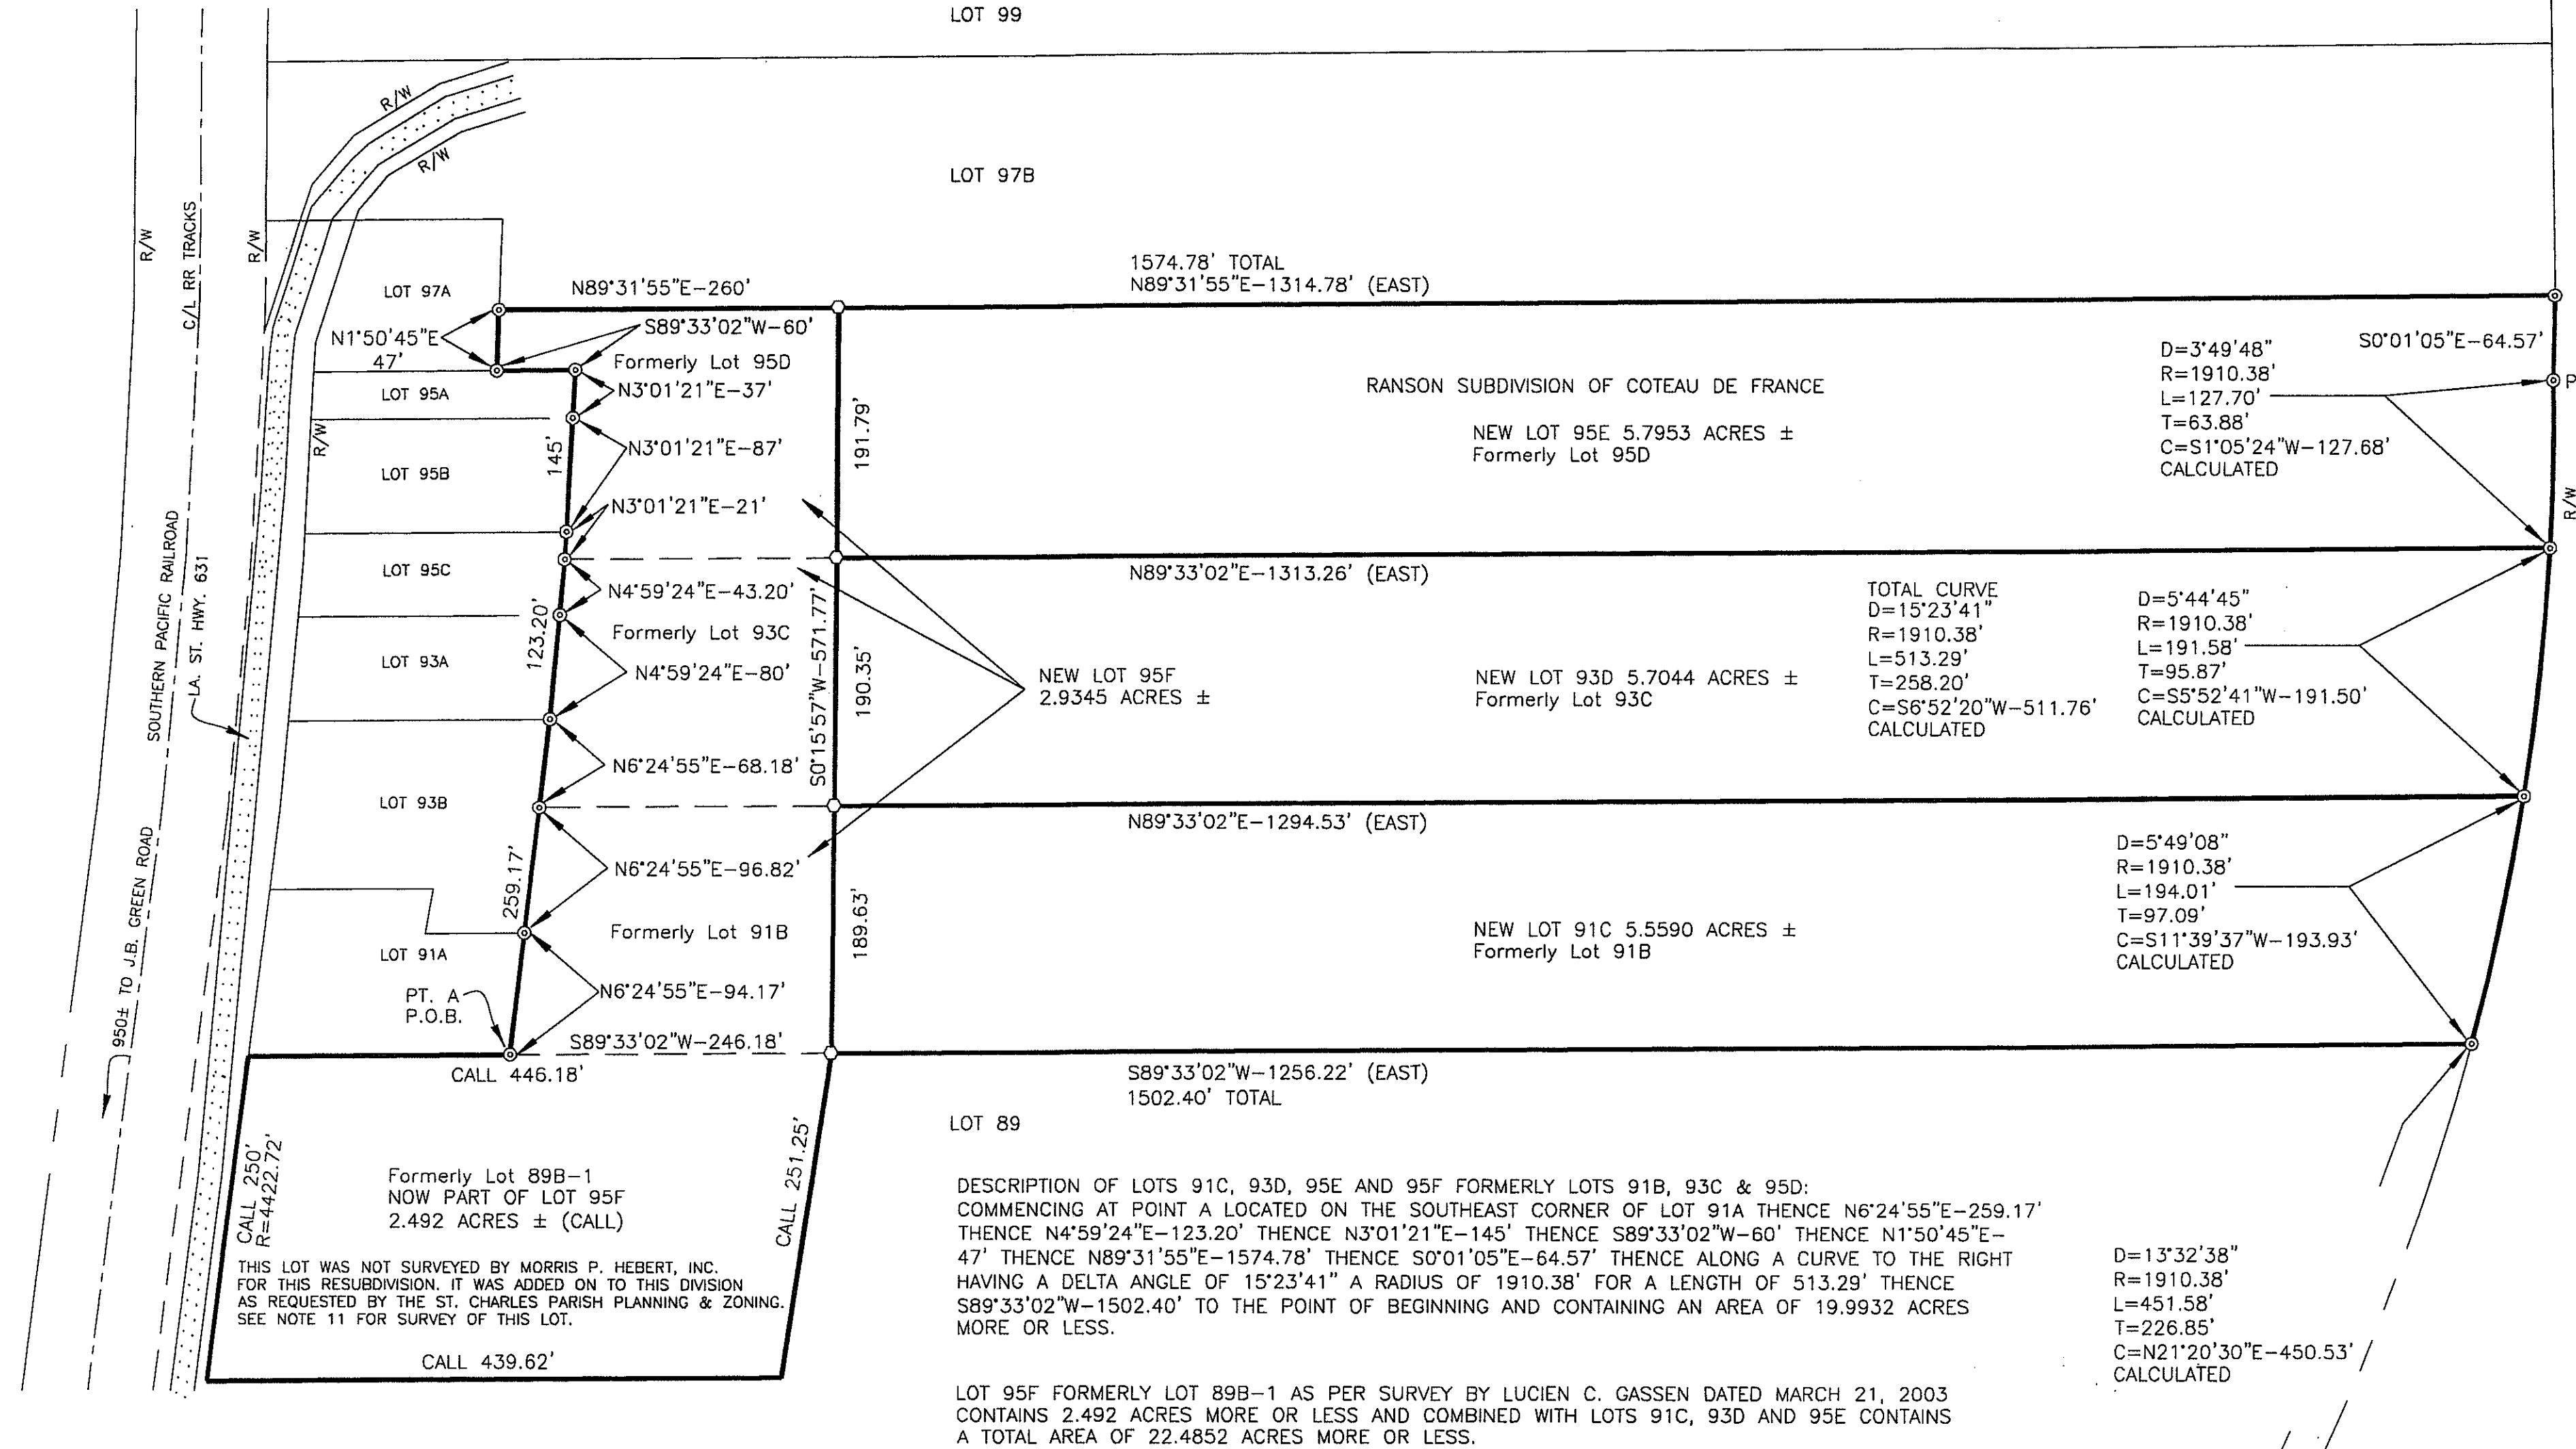 LOT 99
LOT 97B
R/W
R/W
R/W
C/L RR TRACKS
R/W
LOT 97A
N89°31'55"E-260'
1574.78' TOTAL
N89°31'55"E-1314.78' (EAST)
N1°50'45"E
47'
S89°33'02"W-60'
Formerly Lot 95D
N3°01'21"E-37'
LOT 95A
R/W
145'
N3°01'21"E-87'
LOT 95B
N3°01'21"E-21'
191.79'
RANSON SUBDIVISION OF COTEAU DE FRANCE
NEW LOT 95E 5.7953 ACRES ±
Formerly Lot 95D
D=3°49'48"
R=1910.38'
L=127.70'
T=63.88'
C=S1°05'24"W-127.68'
CALCULATED
S0°01'05"E-64.57'
P
R/W
SOUTHERN PACIFIC RAILROAD
LA. ST. HWY. 631
LOT 95C
N4°59'24"E-43.20'
123.20'
Formerly Lot 93C
LOT 93A
N4°59'24"E-80'
N6°24'55"E-68.18'
S0°15'57"W-571.77'
190.35'
N89°33'02"E-1313.26' (EAST)
NEW LOT 95F
2.9345 ACRES ±
NEW LOT 93D 5.7044 ACRES ±
Formerly Lot 93C
TOTAL CURVE
D=15°23'41"
R=1910.38'
L=513.29'
T=258.20'
C=S6°52'20"W-511.76'
CALCULATED
D=5°44'45"
R=1910.38'
L=191.58'
T=95.87'
C=S5°52'41"W-191.50'
CALCULATED
LOT 93B
N89°33'02"E-1294.53' (EAST)
259.17'
N6°24'55"E-96.82'
Formerly Lot 91B
189.63'
NEW LOT 91C 5.5590 ACRES ±
Formerly Lot 91B
D=5°49'08"
R=1910.38'
L=194.01'
T=97.09'
C=S11°39'37"W-193.93'
CALCULATED
950± TO J.B. GREEN ROAD
LOT 91A
PT. A
P.O.B.
N6°24'55"E-94.17'
S89°33'02"W-246.18'
CALL 446.18'
S89°33'02"W-1256.22' (EAST)
1502.40' TOTAL
LOT 89
CALL 250'
R=4422.72'
CALL 251.25'
Formerly Lot 89B-1
NOW PART OF LOT 95F
2.492 ACRES ± (CALL)
THIS LOT WAS NOT SURVEYED BY MORRIS P. HEBERT, INC.
FOR THIS RESUBDIVISION. IT WAS ADDED ON TO THIS DIVISION
AS REQUESTED BY THE ST. CHARLES PARISH PLANNING & ZONING.
SEE NOTE 11 FOR SURVEY OF THIS LOT.
CALL 439.62'
DESCRIPTION OF LOTS 91C, 93D, 95E AND 95F FORMERLY LOTS 91B, 93C & 95D:
COMMENCING AT POINT A LOCATED ON THE SOUTHEAST CORNER OF LOT 91A THENCE N6°24'55"E-259.17'
THENCE N4°59'24"E-123.20' THENCE N3°01'21"E-145' THENCE S89°33'02"W-60' THENCE N1°50'45"E-
47' THENCE N89°31'55"E-1574.78' THENCE S0°01'05"E-64.57' THENCE ALONG A CURVE TO THE RIGHT
HAVING A DELTA ANGLE OF 15°23'41" A RADIUS OF 1910.38' FOR A LENGTH OF 513.29' THENCE
S89°33'02"W-1502.40' TO THE POINT OF BEGINNING AND CONTAINING AN AREA OF 19.9932 ACRES
MORE OR LESS.
LOT 95F FORMERLY LOT 89B-1 AS PER SURVEY BY LUCIEN C. GASSEN DATED MARCH 21, 2003
CONTAINS 2.492 ACRES MORE OR LESS AND COMBINED WITH LOTS 91C, 93D AND 95E CONTAINS
A TOTAL AREA OF 22.4852 ACRES MORE OR LESS.
D=13°32'38"
R=1910.38'
L=451.58'
T=226.85'
C=N21°20'30"E-450.53'
CALCULATED